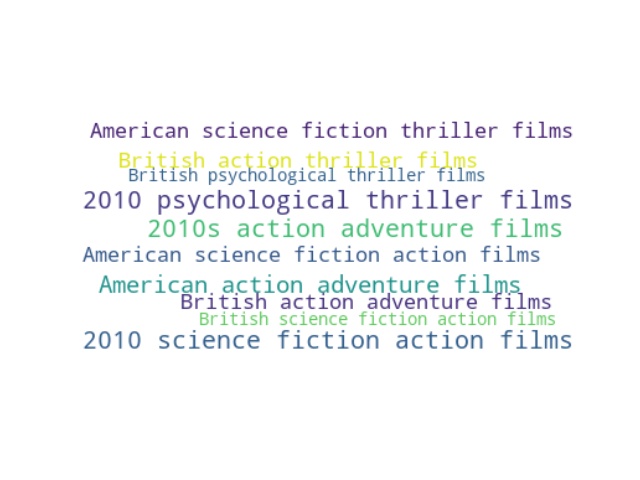 American science fiction thriller films
British action thriller films
British psychological thriller films
2010 psychological thriller films
2010s action adventure films
American science fiction action films
American action adventure films
British action adventure films
British science fiction action films
2010 science fiction action films